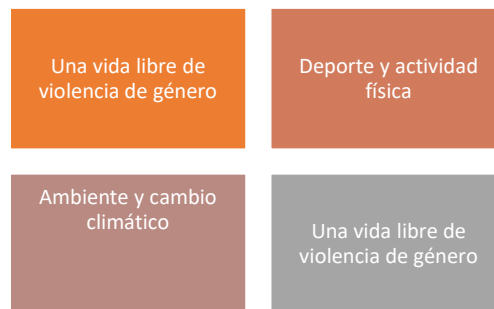 Una vida libre de
violencia de género
Deporte y actividad
física
Ambiente y cambio
climático
Una vida libre de
violencia de género